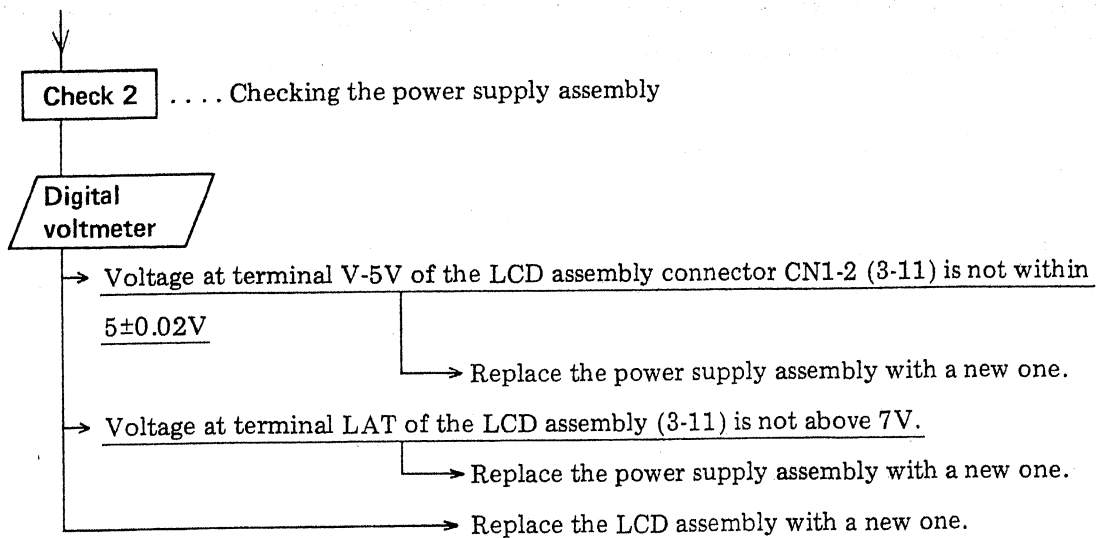 Check 2 .... Checking the power supply assembly
Digital
voltmeter
Voltage at terminal V-5V of the LCD assembly connector CN1-2 (3-11) is not within
5±0.02V
Replace the power supply assembly with a new one.
Voltage at terminal LAT of the LCD assembly (3-11) is not above 7V.
Replace the power supply assembly with a new one.
Replace the LCD assembly with a new one.